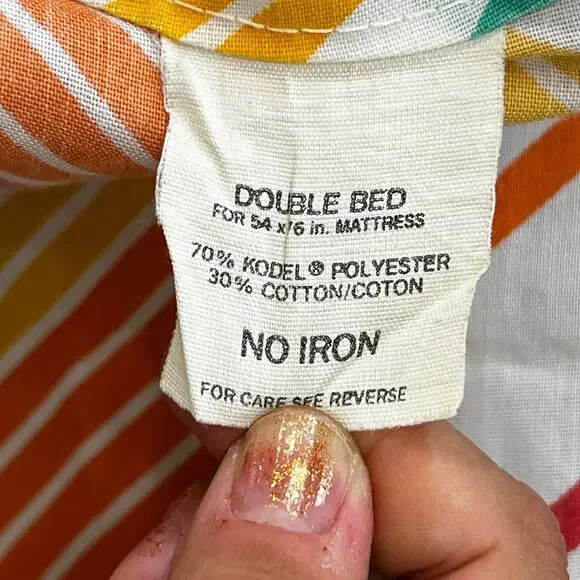 DOUBLE BED
FOR 54 x 76 in. MATTRESS
70% KODEL® POLYESTER
30% COTTON/COTON
NO IRON
FOR CARE SEE REVERSE